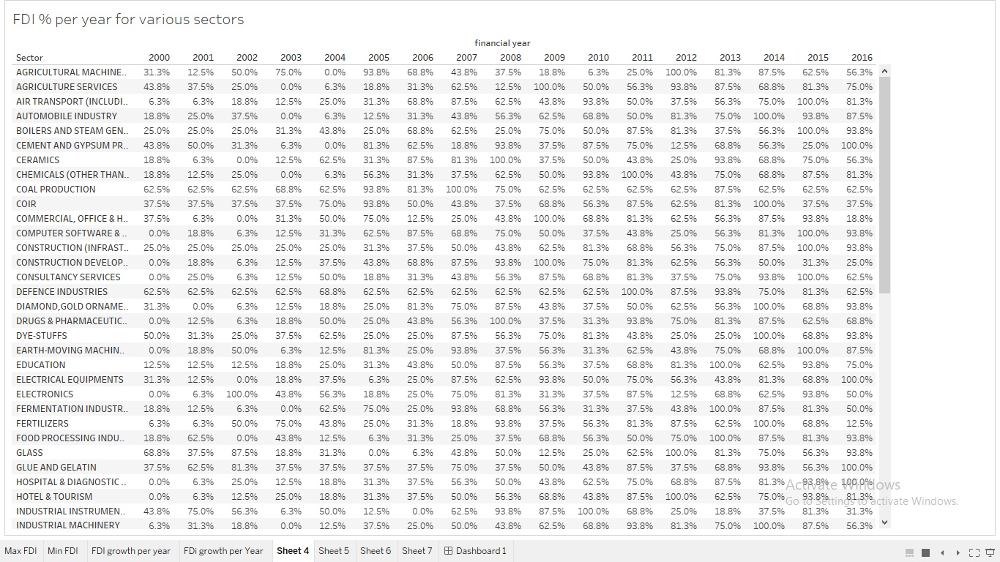 FDI % per year for various sectors
financial year
Sector 2000 2001 2002 2003 2004 2005 2006 2007 2008 2009 2010 2011 2012 2013 2014 2015 2016
AGRICULTURAL MACHINE.. 31.3% 12.5% 50.0% 75.0% 0.0% 93.8% 68.8% 43.8% 37.5% 18.8% 6.3% 25.0% 100.0% 81.3% 87.5% 62.5% 56.3%
AGRICULTURE SERVICES 43.8% 37.5% 25.0% 0.0% 6.3% 18.8% 31.3% 62.5% 12.5% 100.0% 50.0% 56.3% 93.8% 87.5% 68.8% 81.3% 75.0%
AIR TRANSPORT (INCLUDI.. 6.3% 6.3% 18.8% 12.5% 25.0% 31.3% 68.8% 87.5% 62.5% 43.8% 93.8% 50.0% 37.5% 56.3% 75.0% 100.0% 81.3%
AUTOMOBILE INDUSTRY 18.8% 25.0% 37.5% 0.0% 6.3% 12.5% 31.3% 43.8% 56.3% 62.5% 68.8% 50.0% 81.3% 75.0% 100.0% 93.8% 87.5%
BOILERS AND STEAM GEN.. 25.0% 25.0% 25.0% 31.3% 43.8% 25.0% 68.8% 62.5% 25.0% 75.0% 50.0% 87.5% 81.3% 37.5% 56.3% 100.0% 93.8%
CEMENT AND GYPSUM PR.. 43.8% 50.0% 31.3% 6.3% 0.0% 81.3% 62.5% 18.8% 93.8% 37.5% 87.5% 75.0% 12.5% 68.8% 56.3% 25.0% 100.0%
CERAMICS 18.8% 6.3% 0.0% 12.5% 62.5% 31.3% 87.5% 81.3% 100.0% 37.5% 50.0% 43.8% 25.0% 93.8% 68.8% 75.0% 56.3%
CHEMICALS (OTHER THAN.. 18.8% 12.5% 25.0% 0.0% 6.3% 56.3% 31.3% 37.5% 62.5% 50.0% 93.8% 100.0% 43.8% 75.0% 68.8% 87.5% 81.3%
COAL PRODUCTION 62.5% 62.5% 62.5% 68.8% 62.5% 93.8% 81.3% 100.0% 75.0% 62.5% 62.5% 62.5% 62.5% 87.5% 62.5% 62.5% 62.5%
COIR 37.5% 37.5% 37.5% 37.5% 75.0% 93.8% 50.0% 43.8% 37.5% 68.8% 56.3% 87.5% 62.5% 81.3% 100.0% 37.5% 37.5%
COMMERCIAL, OFFICE & H.. 37.5% 6.3% 0.0% 31.3% 50.0% 75.0% 12.5% 25.0% 43.8% 100.0% 68.8% 81.3% 62.5% 56.3% 87.5% 93.8% 18.8%
COMPUTER SOFTWARE & .. 0.0% 18.8% 6.3% 12.5% 31.3% 62.5% 87.5% 68.8% 75.0% 50.0% 37.5% 43.8% 25.0% 56.3% 81.3% 100.0% 93.8%
CONSTRUCTION (INFRAST.. 25.0% 25.0% 25.0% 25.0% 25.0% 31.3% 37.5% 50.0% 43.8% 62.5% 81.3% 68.8% 56.3% 75.0% 87.5% 100.0% 93.8%
CONSTRUCTION DEVELOP.. 0.0% 18.8% 6.3% 12.5% 37.5% 43.8% 68.8% 87.5% 93.8% 100.0% 75.0% 81.3% 62.5% 56.3% 50.0% 31.3% 25.0%
CONSULTANCY SERVICES 0.0% 25.0% 6.3% 12.5% 50.0% 18.8% 31.3% 43.8% 56.3% 87.5% 68.8% 81.3% 37.5% 75.0% 93.8% 100.0% 62.5%
DEFENCE INDUSTRIES 62.5% 62.5% 62.5% 62.5% 68.8% 62.5% 62.5% 62.5% 62.5% 62.5% 62.5% 100.0% 87.5% 93.8% 75.0% 81.3% 62.5%
DIAMOND,GOLD ORNAME.. 31.3% 0.0% 6.3% 12.5% 18.8% 25.0% 81.3% 75.0% 87.5% 43.8% 37.5% 50.0% 62.5% 56.3% 100.0% 68.8% 93.8%
DRUGS & PHARMACEUTIC.. 0.0% 12.5% 6.3% 18.8% 50.0% 25.0% 43.8% 56.3% 100.0% 37.5% 31.3% 93.8% 75.0% 81.3% 87.5% 62.5% 68.8%
DYE-STUFFS 50.0% 31.3% 25.0% 37.5% 62.5% 25.0% 25.0% 87.5% 56.3% 75.0% 81.3% 43.8% 25.0% 25.0% 100.0% 68.8% 93.8%
EARTH-MOVING MACHIN.. 0.0% 18.8% 50.0% 6.3% 12.5% 81.3% 25.0% 93.8% 37.5% 56.3% 31.3% 62.5% 43.8% 75.0% 68.8% 100.0% 87.5%
EDUCATION 12.5% 12.5% 12.5% 18.8% 25.0% 31.3% 43.8% 50.0% 87.5% 56.3% 37.5% 68.8% 81.3% 100.0% 62.5% 93.8% 75.0%
ELECTRICAL EQUIPMENTS 31.3% 12.5% 0.0% 18.8% 37.5% 6.3% 25.0% 87.5% 62.5% 93.8% 50.0% 75.0% 56.3% 43.8% 81.3% 68.8% 100.0%
ELECTRONICS 0.0% 6.3% 100.0% 43.8% 56.3% 18.8% 25.0% 75.0% 81.3% 31.3% 37.5% 87.5% 12.5% 68.8% 62.5% 93.8% 50.0%
FERMENTATION INDUSTR.. 18.8% 12.5% 6.3% 0.0% 62.5% 75.0% 25.0% 93.8% 68.8% 56.3% 31.3% 37.5% 43.8% 100.0% 87.5% 81.3% 50.0%
FERTILIZERS 6.3% 6.3% 50.0% 75.0% 43.8% 25.0% 31.3% 18.8% 93.8% 37.5% 56.3% 81.3% 87.5% 62.5% 100.0% 68.8% 12.5%
FOOD PROCESSING INDU.. 18.8% 62.5% 0.0% 43.8% 12.5% 6.3% 31.3% 25.0% 37.5% 68.8% 56.3% 50.0% 75.0% 100.0% 87.5% 81.3% 93.8%
GLASS 68.8% 37.5% 87.5% 18.8% 31.3% 0.0% 6.3% 43.8% 50.0% 12.5% 25.0% 62.5% 100.0% 81.3% 75.0% 56.3% 93.8%
GLUE AND GELATIN 37.5% 62.5% 81.3% 37.5% 37.5% 37.5% 37.5% 75.0% 37.5% 50.0% 43.8% 87.5% 37.5% 68.8% 93.8% 56.3% 100.0%
HOSPITAL & DIAGNOSTIC .. 0.0% 6.3% 25.0% 12.5% 18.8% 31.3% 37.5% 56.3% 50.0% 43.8% 62.5% 75.0% 68.8% 87.5% 81.3% 93.8% 100.0%
Activate Windows
HOTEL & TOURISM 0.0% 6.3% 12.5% 25.0% 18.8% 31.3% 37.5% 50.0% 56.3% 68.8% 43.8% 87.5% 100.0% 62.5% 75.0% 93.8% 81.3%
Go to Settings to activate Windows.
INDUSTRIAL INSTRUMEN.. 43.8% 75.0% 56.3% 6.3% 50.0% 12.5% 0.0% 62.5% 93.8% 87.5% 100.0% 68.8% 25.0% 18.8% 37.5% 81.3% 31.3%
INDUSTRIAL MACHINERY 6.3% 31.3% 18.8% 0.0% 12.5% 37.5% 25.0% 50.0% 43.8% 62.5% 68.8% 93.8% 81.3% 75.0% 100.0% 87.5% 56.3%
Max FDI Min FDI FDI growth per year FDi growth per Year Sheet 4 Sheet 5 Sheet 6 Sheet 7 Dashboard 1